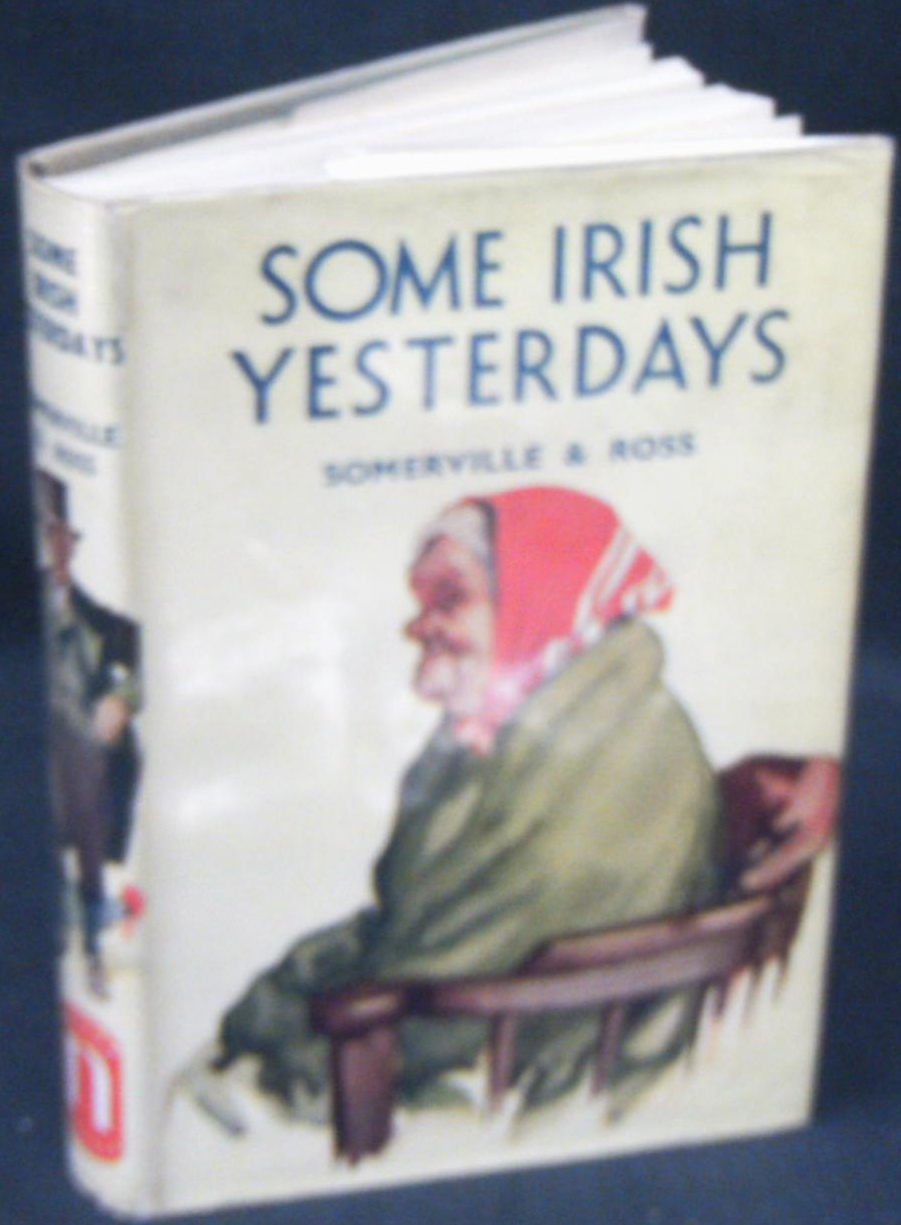 SOME IRISH
YESTERDAYS
SOMERVILLE & ROSS
SOME
IRISH
YESTERDAYS
SOMERVILLE
& ROSS